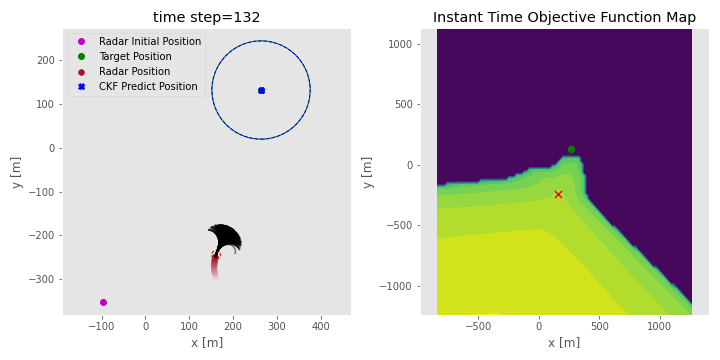 time step=132
Radar Initial Position
Target Position
Radar Position
CKF Predict Position
y [m]
200
100
0
−100
−200
−300
−100
0
100
200
300
400
x [m]
Instant Time Objective Function Map
y [m]
1000
500
0
−500
−1000
−500
0
500
1000
x [m]